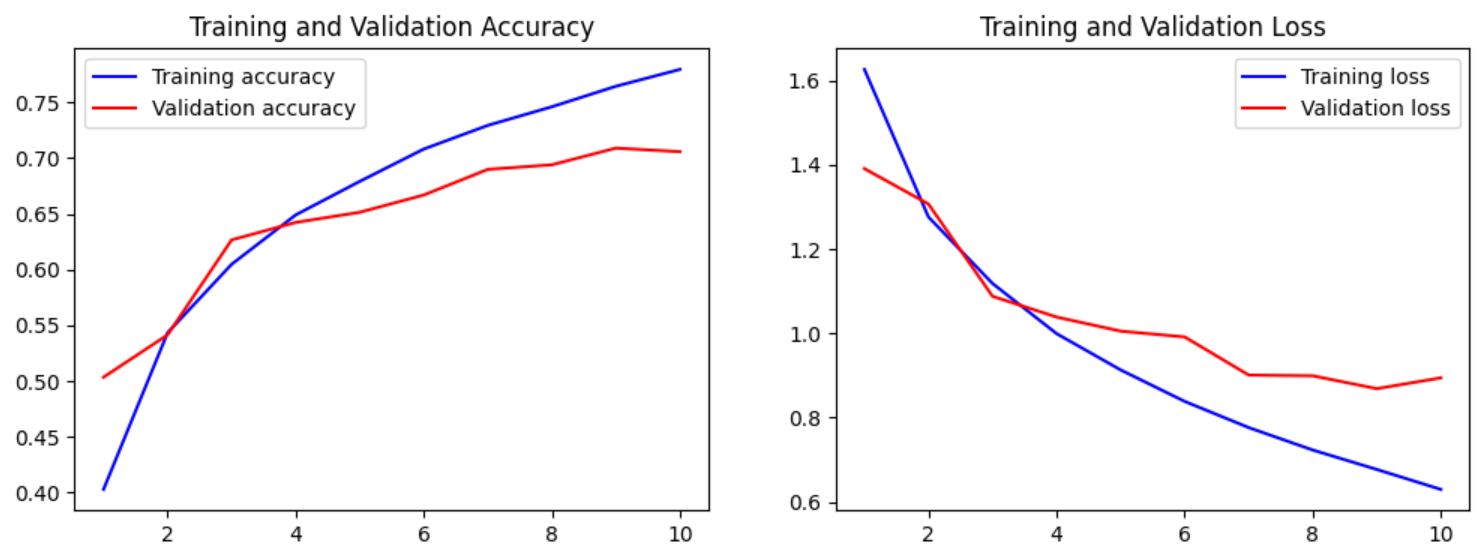 Training and Validation Accuracy
Training accuracy
Validation accuracy
0.75
0.70
0.65
0.60
0.55
0.50
0.45
0.40
2 4 6 8 10
Training and Validation Loss
Training loss
Validation loss
1.6
1.4
1.2
1.0
0.8
0.6
2 4 6 8 10